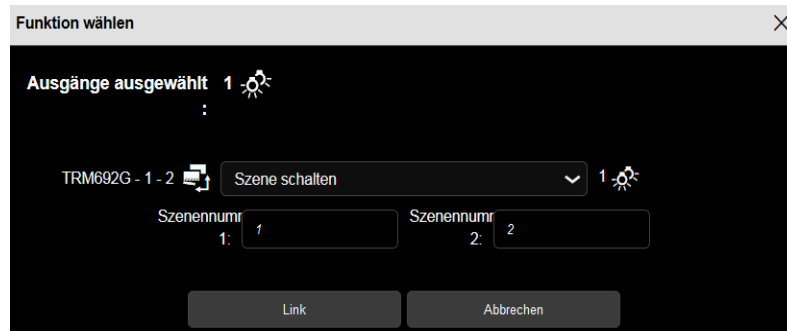 Funktion wählen
Ausgänge ausgewählt 1
:
TRM692G - 1 - 2 Szene schalten 1
Szenennumr 1 Szenennumr 2
1: 2:
Link Abbrechen